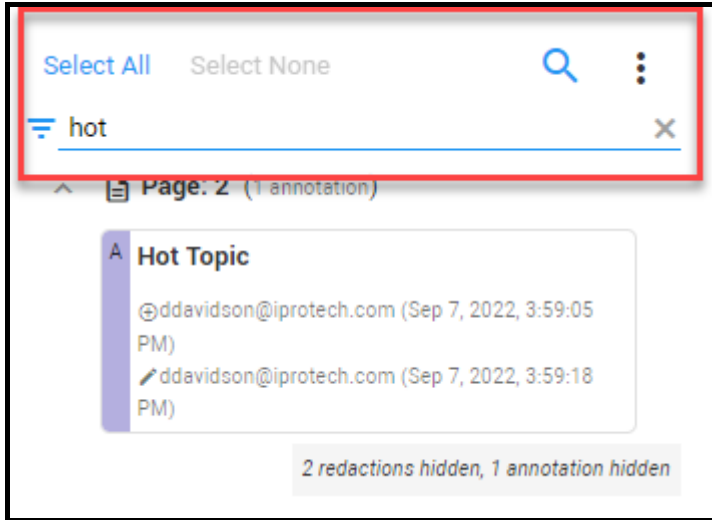 Select All Select None
hot
Page: 2 (1 annotation)
A Hot Topic
ddavidson@iprotech.com (Sep 7, 2022, 3:59:05
PM)
ddavidson@iprotech.com (Sep 7, 2022, 3:59:18
PM)
2 redactions hidden, 1 annotation hidden